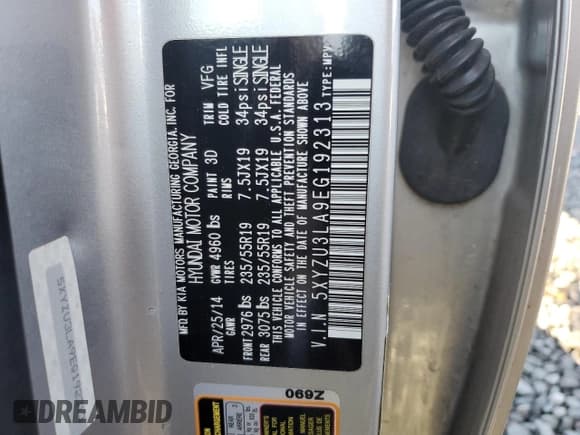 MFD BY KIA MOTORS MANUFACTURING GEORGIA, INC. FOR
HYUNDAI MOTOR COMPANY
APR/25/14 GVWR 4960 lbs PAINT 3D TRIM VFG
GAWR TIRES RIMS COLD TIRE INFL
FRONT 2976 lbs 235/55R19 7.5JX19 34psi SINGLE
REAR 3075 lbs 235/55R19 7.5JX19 34psi SINGLE
THIS VEHICLE CONFORMS TO ALL APPLICABLE U.S.A. FEDERAL
MOTOR VEHICLE SAFETY AND THEFT PREVENTION STANDARDS
IN EFFECT ON THE DATE OF MANUFACTURE SHOWN ABOVE
V.I.N 5XYZU3LA9EG192313 TYPE:MPV
5XYZU3LA9EG192
Z690
REAR
DREAMBID